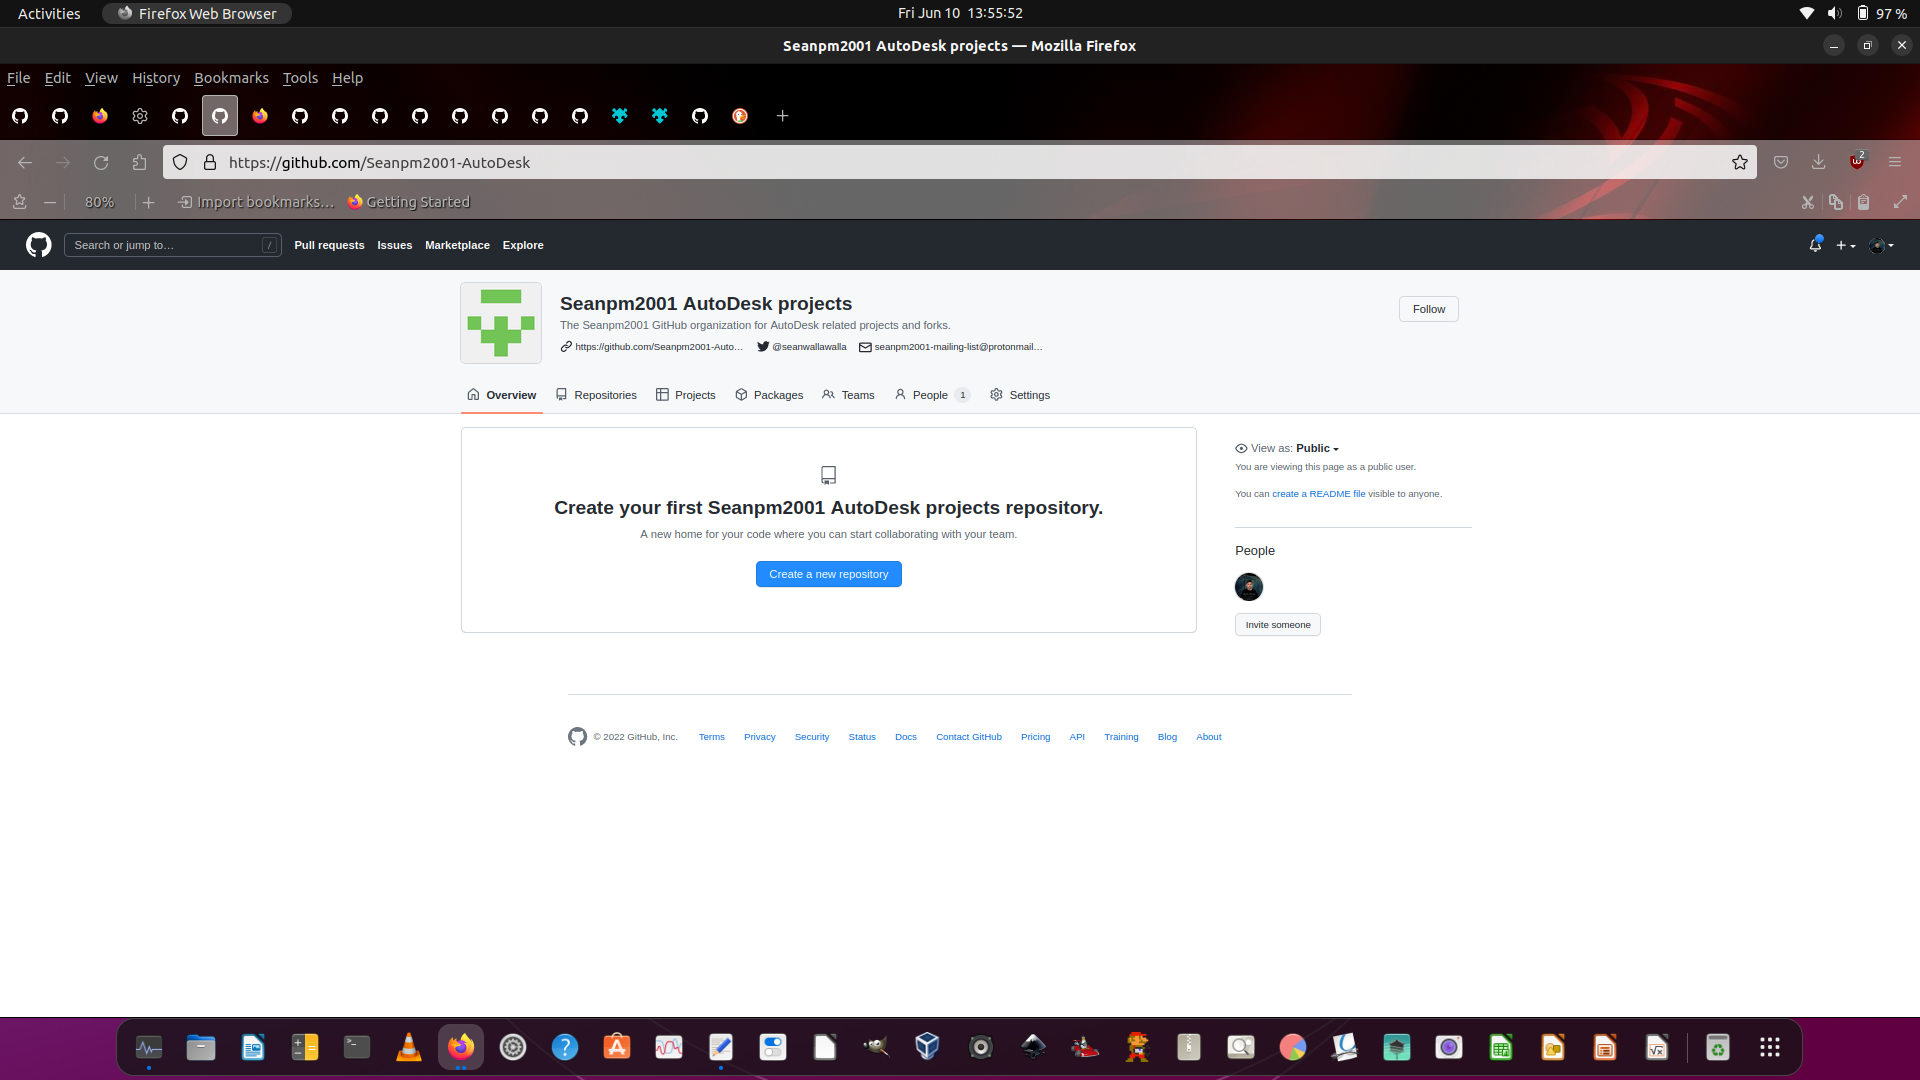 Activities Firefox Web Browser Fri Jun 10 13:55:52 97 %
Seanpm2001 AutoDesk projects — Mozilla Firefox
File Edit View History Bookmarks Tools Help
https://github.com/Seanpm2001-AutoDesk 2
80% Import bookmarks… Getting Started
Search or jump to… / Pull requests Issues Marketplace Explore
Seanpm2001 AutoDesk projects
Follow
The Seanpm2001 GitHub organization for AutoDesk related projects and forks.
https://github.com/Seanpm2001-Auto… @seanwallawalla seanpm2001-mailing-list@protonmail…
Overview Repositories Projects Packages Teams People 1 Settings
Create your first Seanpm2001 AutoDesk projects repository.
A new home for your code where you can start collaborating with your team.
Create a new repository
View as: Public
You are viewing this page as a public user.
You can create a README file visible to anyone.
People
Invite someone
© 2022 GitHub, Inc. Terms Privacy Security Status Docs Contact GitHub Pricing API Training Blog About